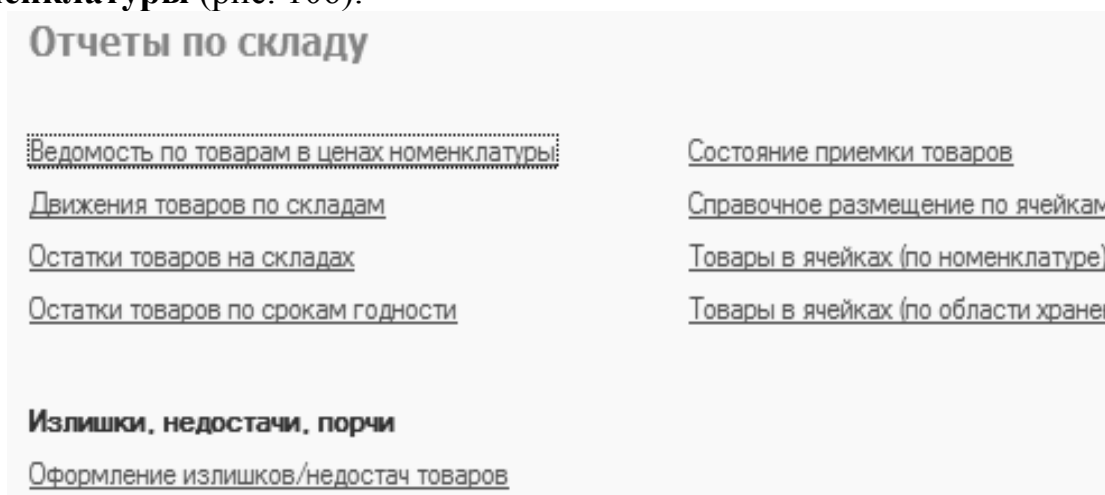 (рис. 106).
Отчеты по складу
Ведомость по товарам в ценах номенклатуры
Движения товаров по складам
Остатки товаров на складах
Остатки товаров по срокам годности
Состояние приемки товаров
Справочное размещение по ячейкам
Товары в ячейках (по номенклатуре)
Товары в ячейках (по области
Излишки, недостачи, порчи
Оформление излишков/недостач товаров